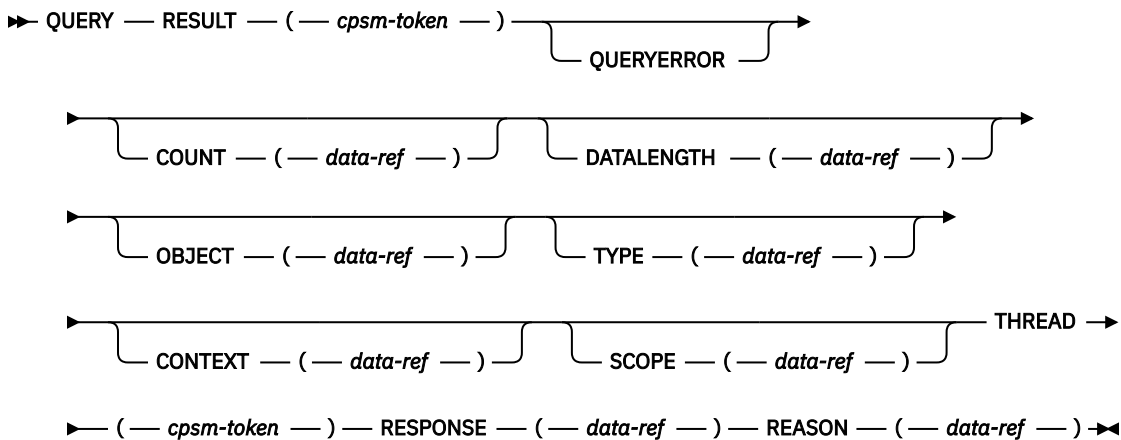 QUERY RESULT ( cpsm-token )
QUERYERROR
COUNT ( data-ref ) DATALENGTH ( data-ref )
OBJECT ( data-ref ) TYPE ( data-ref )
THREAD
CONTEXT ( data-ref ) SCOPE ( data-ref )
( cpsm-token ) RESPONSE ( data-ref ) REASON ( data-ref )